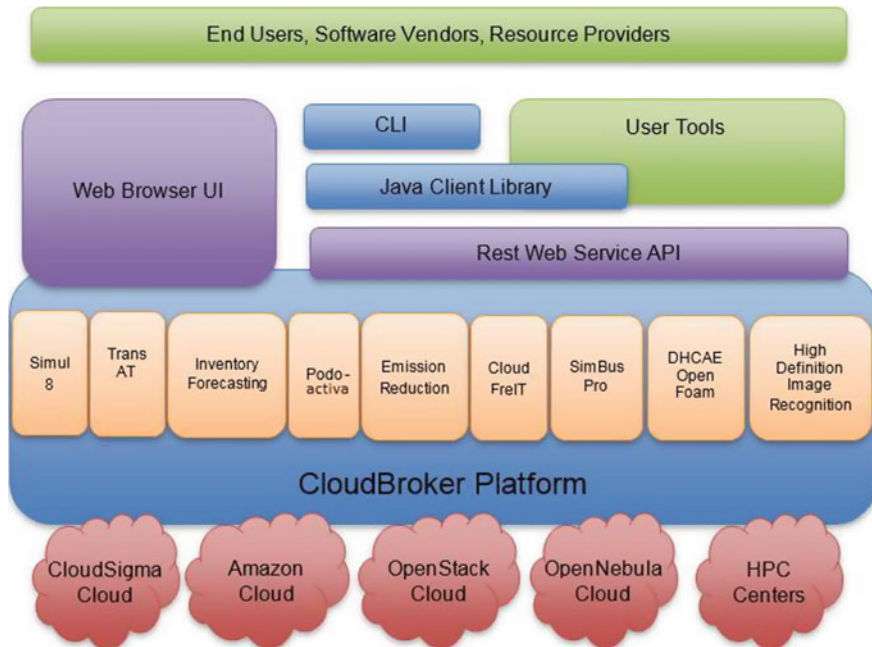 End Users, Software Vendors, Resource Providers
Web Browser UI
CLI
User Tools
Java Client Library
Rest Web Service API
Simul
8
Trans
AT
Inventory
Forecasting
Podo-
activa
Emission
Reduction
Cloud
FreIT
SimBus
Pro
DHCAE
Open
Foam
High
Definition
Image
Recognition
CloudBroker Platform
CloudSigma
Cloud
Amazon
Cloud
OpenStack
Cloud
OpenNebula
Cloud
HPC
Centers